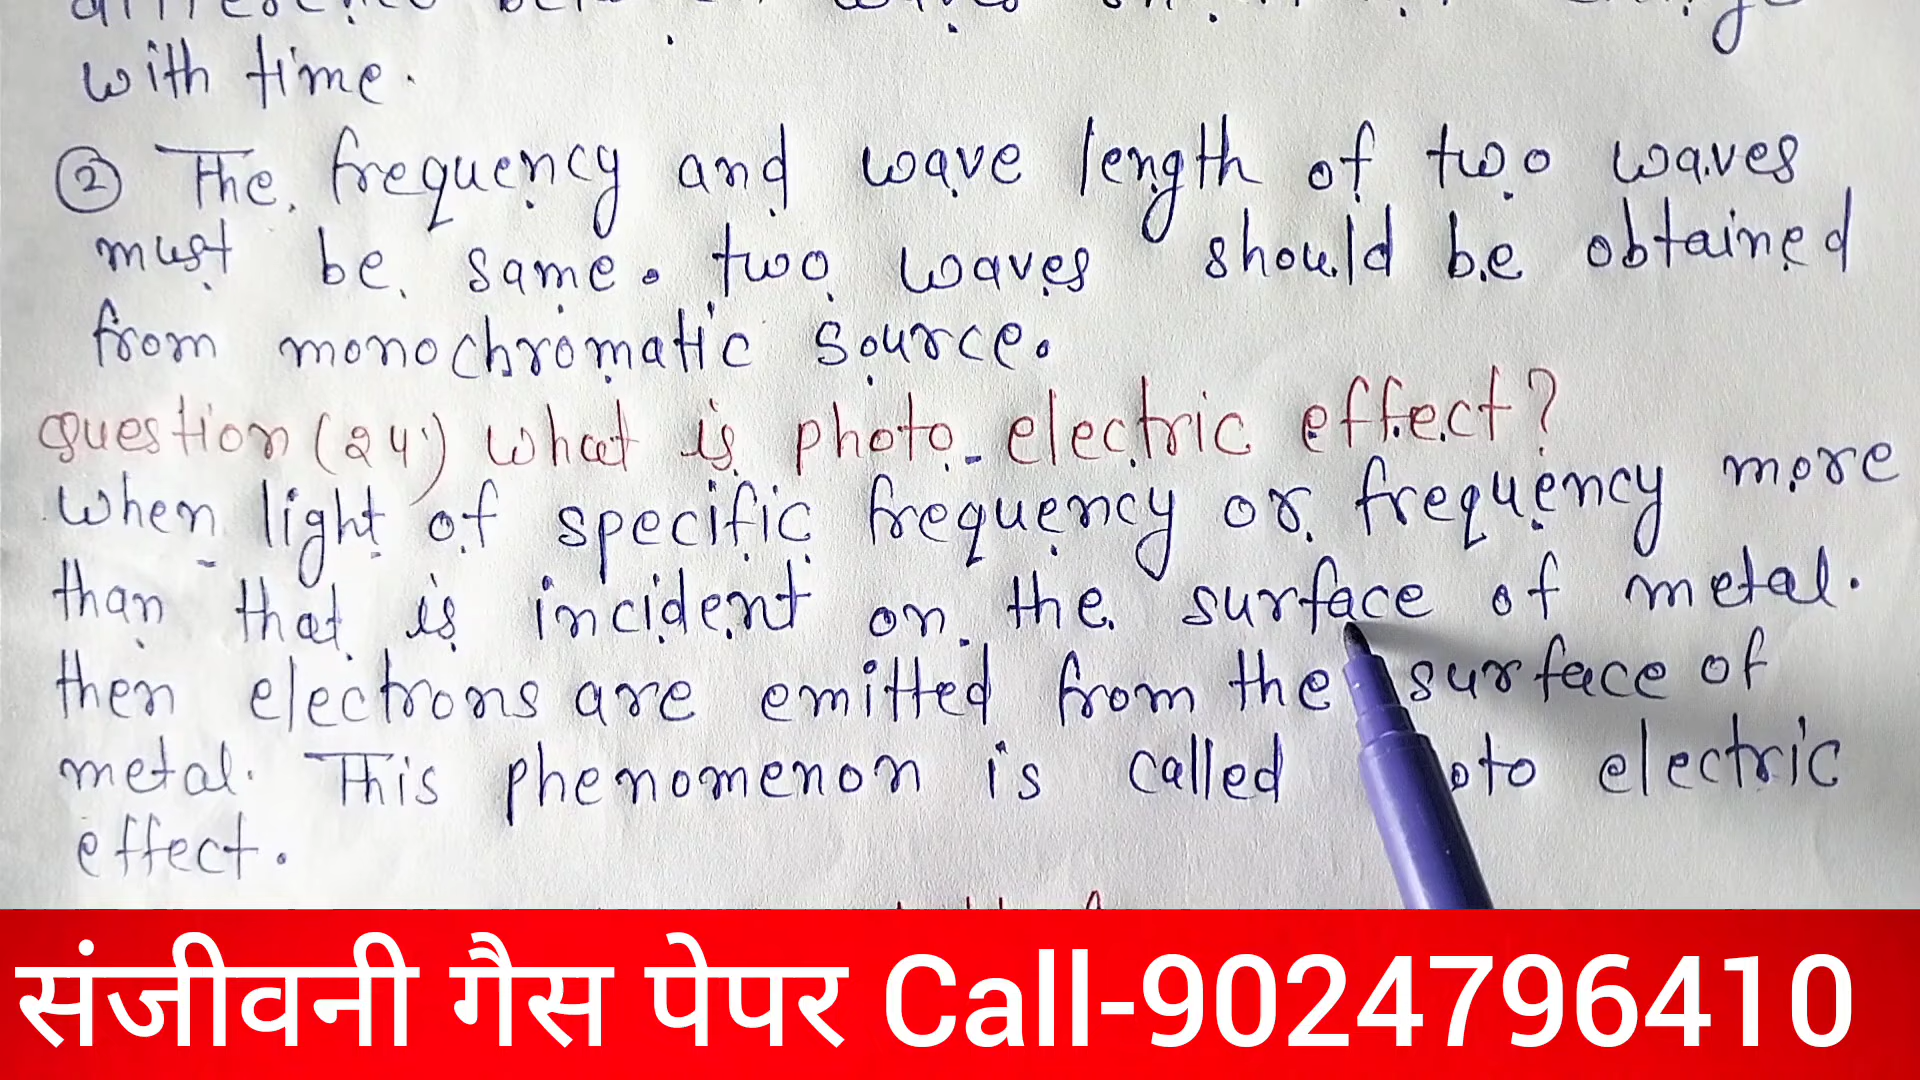 with time.
② The frequency and wave length of two waves
must be same. two waves should be obtained
from monochromatic source.
question (24) what is photo-electric effect?
when light of specific frequency or frequency more
than that is incident on the surface of metal.
then electrons are emitted from the surface of
metal. This phenomenon is called oto electric
effect.
संजीवनी गैस पेपर Call-9024796410